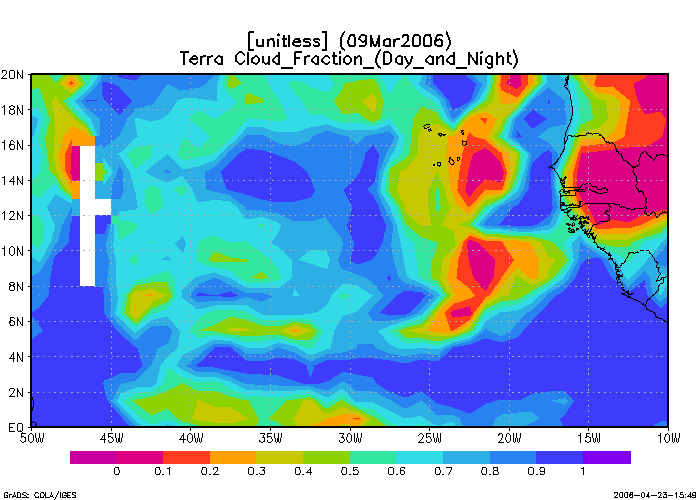 [unitless] (09Mar2006)
Terra Cloud_Fraction_(Day_and_Night)
20N
18N
16N
14N
12N
10N
8N
6N
4N
2N
EQ
50W 45W 40W 35W 30W 25W 20W 15W 10W
0 0.1 0.2 0.3 0.4 0.5 0.6 0.7 0.8 0.9 1
GrADS: COLA/IGES 2006-04-23-15:49